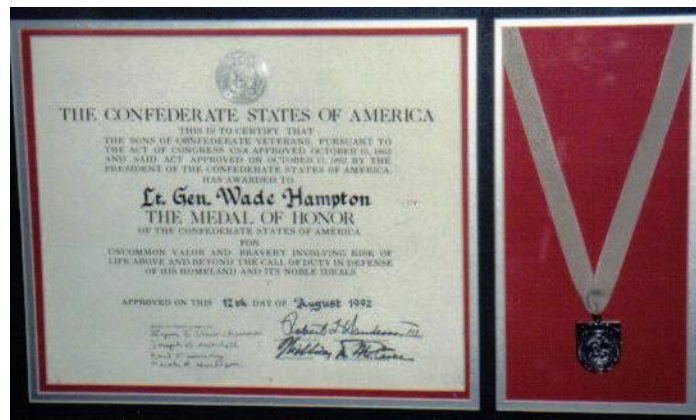 THE CONFEDERATE STATES OF AMERICA
THIS IS TO CERTIFY THAT
THE SONS OF CONFEDERATE VETERANS, PURSUANT TO
THE ACT OF CONGRESS CSA APPROVED OCTOBER 13, 1862
AND SAID ACT APPROVED ON OCTOBER 13, 1862 BY THE
PRESIDENT OF THE CONFEDERATE STATES OF AMERICA,
HAS AWARDED TO
Lt. Gen. Wade Hampton
THE MEDAL OF HONOR
OF THE CONFEDERATE STATES OF AMERICA
FOR
UNCOMMON VALOR AND BRAVERY INVOLVING RISK OF
LIFE ABOVE AND BEYOND THE CALL OF DUTY IN DEFENSE
OF HIS HOMELAND AND ITS NOBLE IDEALS
APPROVED ON THIS 12th DAY OF August 1992
Robert L. III